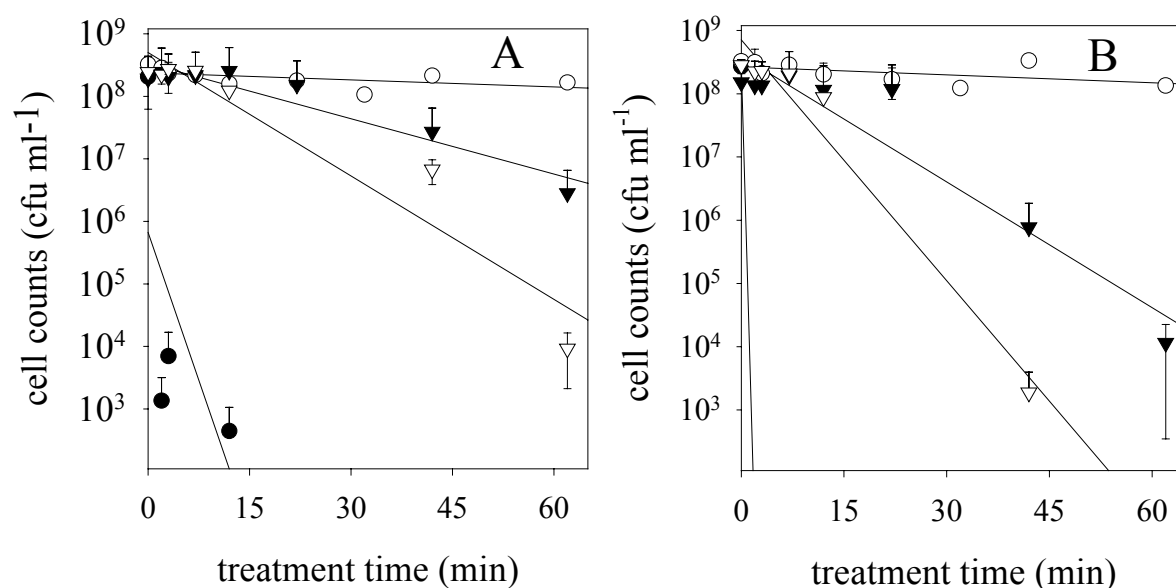 A
cell counts (cfu ml⁻¹)
10⁹
10⁸
10⁷
10⁶
10⁵
10⁴
10³
0 15 30 45 60
treatment time (min)
B
cell counts (cfu ml⁻¹)
10⁹
10⁸
10⁷
10⁶
10⁵
10⁴
10³
0 15 30 45 60
treatment time (min)